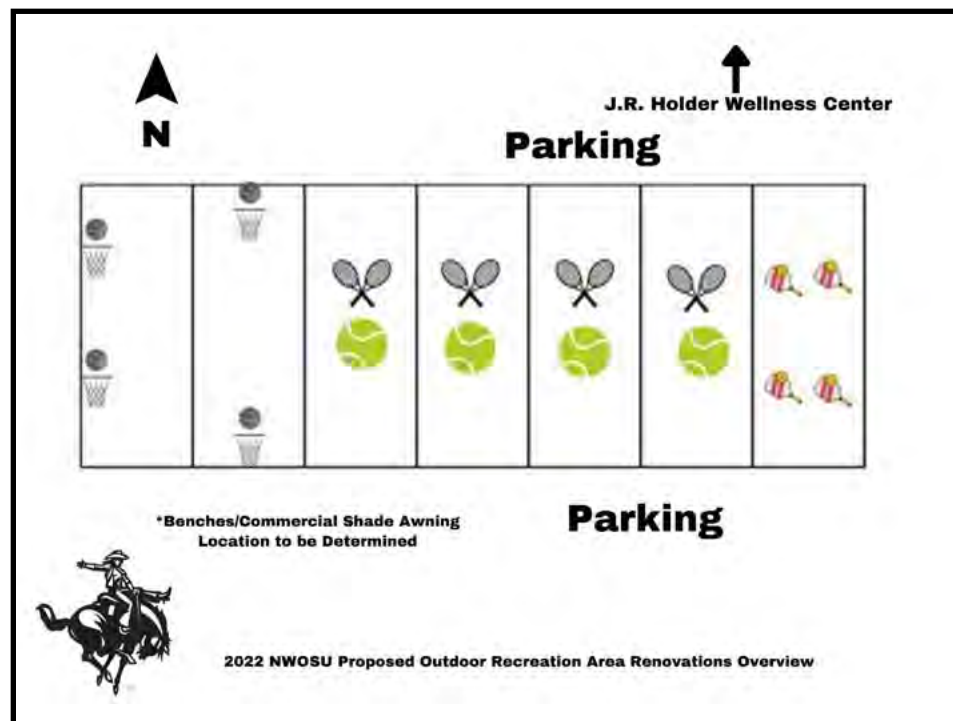 N
J.R. Holder Wellness Center
Parking
*Benches/Commercial Shade Awning
Location to be Determined
Parking
2022 NWOSU Proposed Outdoor Recreation Area Renovations Overview